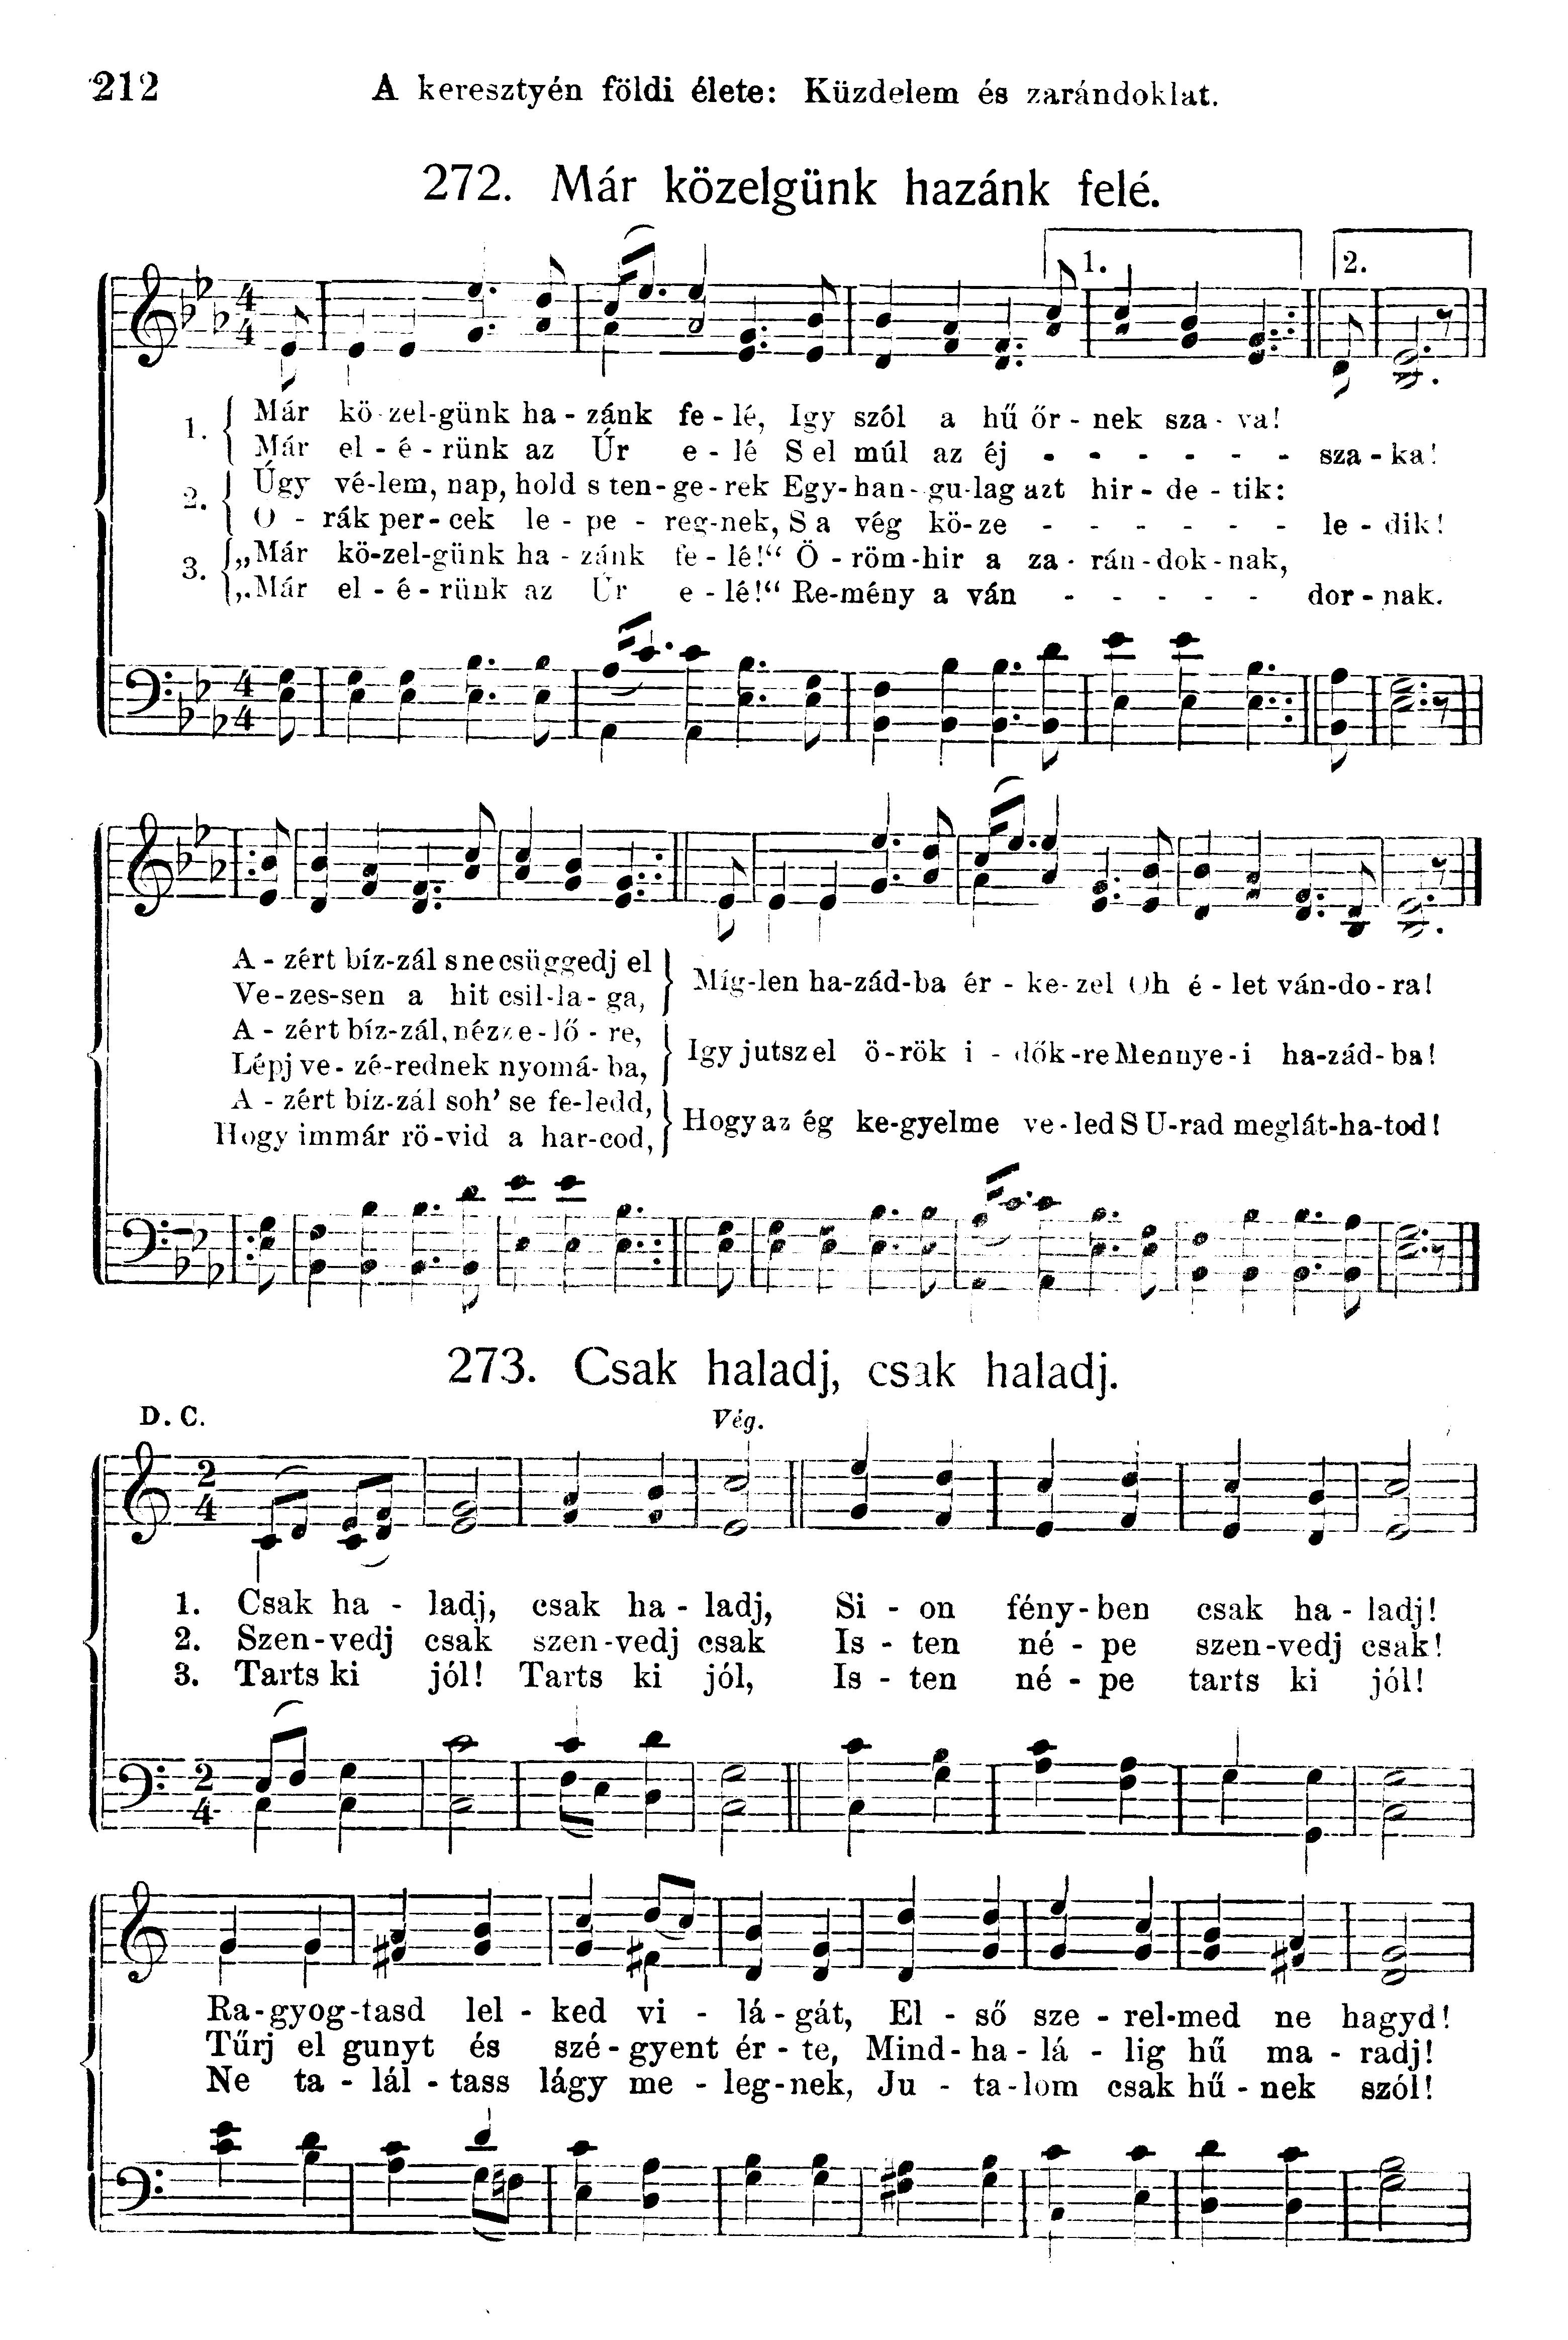 212
A keresztyén földi élete: Küzdelem és zarándoklat.
272. Már közelgünk hazánk felé.
1. 2.
4 4
1. Már kö-zel-günk ha-zánk fe-lé, Igy szól a hű őr-nek sza-va!
Már el-é-rünk az Úr e-lé S el múl az éj - - - - - - sza-ka!
2. Úgy vé-lem, nap, hold s ten-ge-rek Egy-han-gu-lag azt hir-de-tik:
O-rák per-cek le-pe-reg-nek, S a vég kö-ze - - - - - - le-dik!
3. „Már kö-zel-günk ha-zánk fe-lé!“ Ö-röm-hir a za-rán-dok-nak,
„Már el-é-rünk az Úr e-lé!“ Re-mény a ván - - - - - dor-nak.
4 4
A-zért bíz-zál s ne csüggedj el
Ve-zes-sen a hit csil-la-ga,
Míg-len ha-zád-ba ér-ke-zel Oh é-let ván-do-ra!
A-zért bíz-zál, nézz e-lő-re,
Lépj ve-zé-rednek nyomá-ba,
Igy jutsz el ö-rök i-dők-re Mennye-i ha-zád-ba!
A-zért bíz-zál soh’ se fe-ledd,
Hogy immár rö-vid a har-cod,
Hogy az ég ke-gyelme ve-led S U-rad meglát-ha-tod!
273. Csak haladj, csak haladj.
D. C. Vég.
2 4
1. Csak ha-ladj, csak ha-ladj, Si-on fény-ben csak ha-ladj!
2. Szen-vedj csak szen-vedj csak Is-ten né-pe szen-vedj csak!
3. Tarts ki jól! Tarts ki jól, Is-ten né-pe tarts ki jól!
2 4
Ra-gyog-tasd lel-ked vi-lá-gát, El-ső sze-rel-med ne hagyd!
Tűrj el gunyt és szé-gyent ér-te, Mind-ha-lá-lig hű ma-radj!
Ne ta-lál-tass lágy me-leg-nek, Ju-ta-lom csak hű-nek szól!